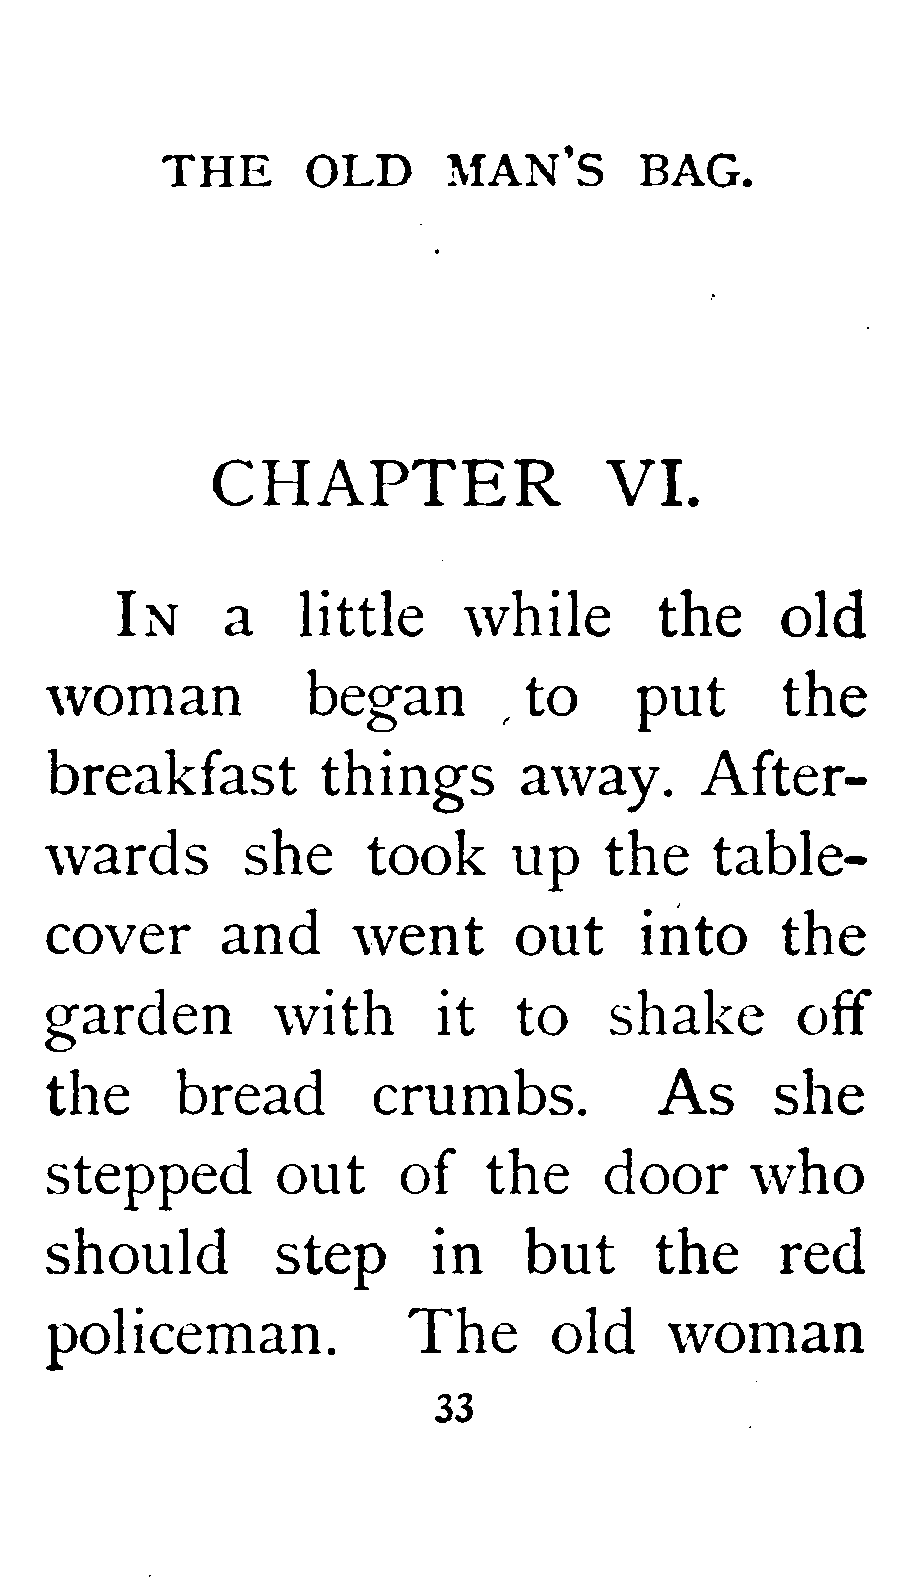 THE OLD MAN'S BAG.
CHAPTER VI.
IN a little while the old
woman began to put the
breakfast things away. After-
wards she took up the table-
cover and went out into the
garden with it to shake off
the bread crumbs. As she
stepped out of the door who
should step in but the red
policeman. The old woman
33